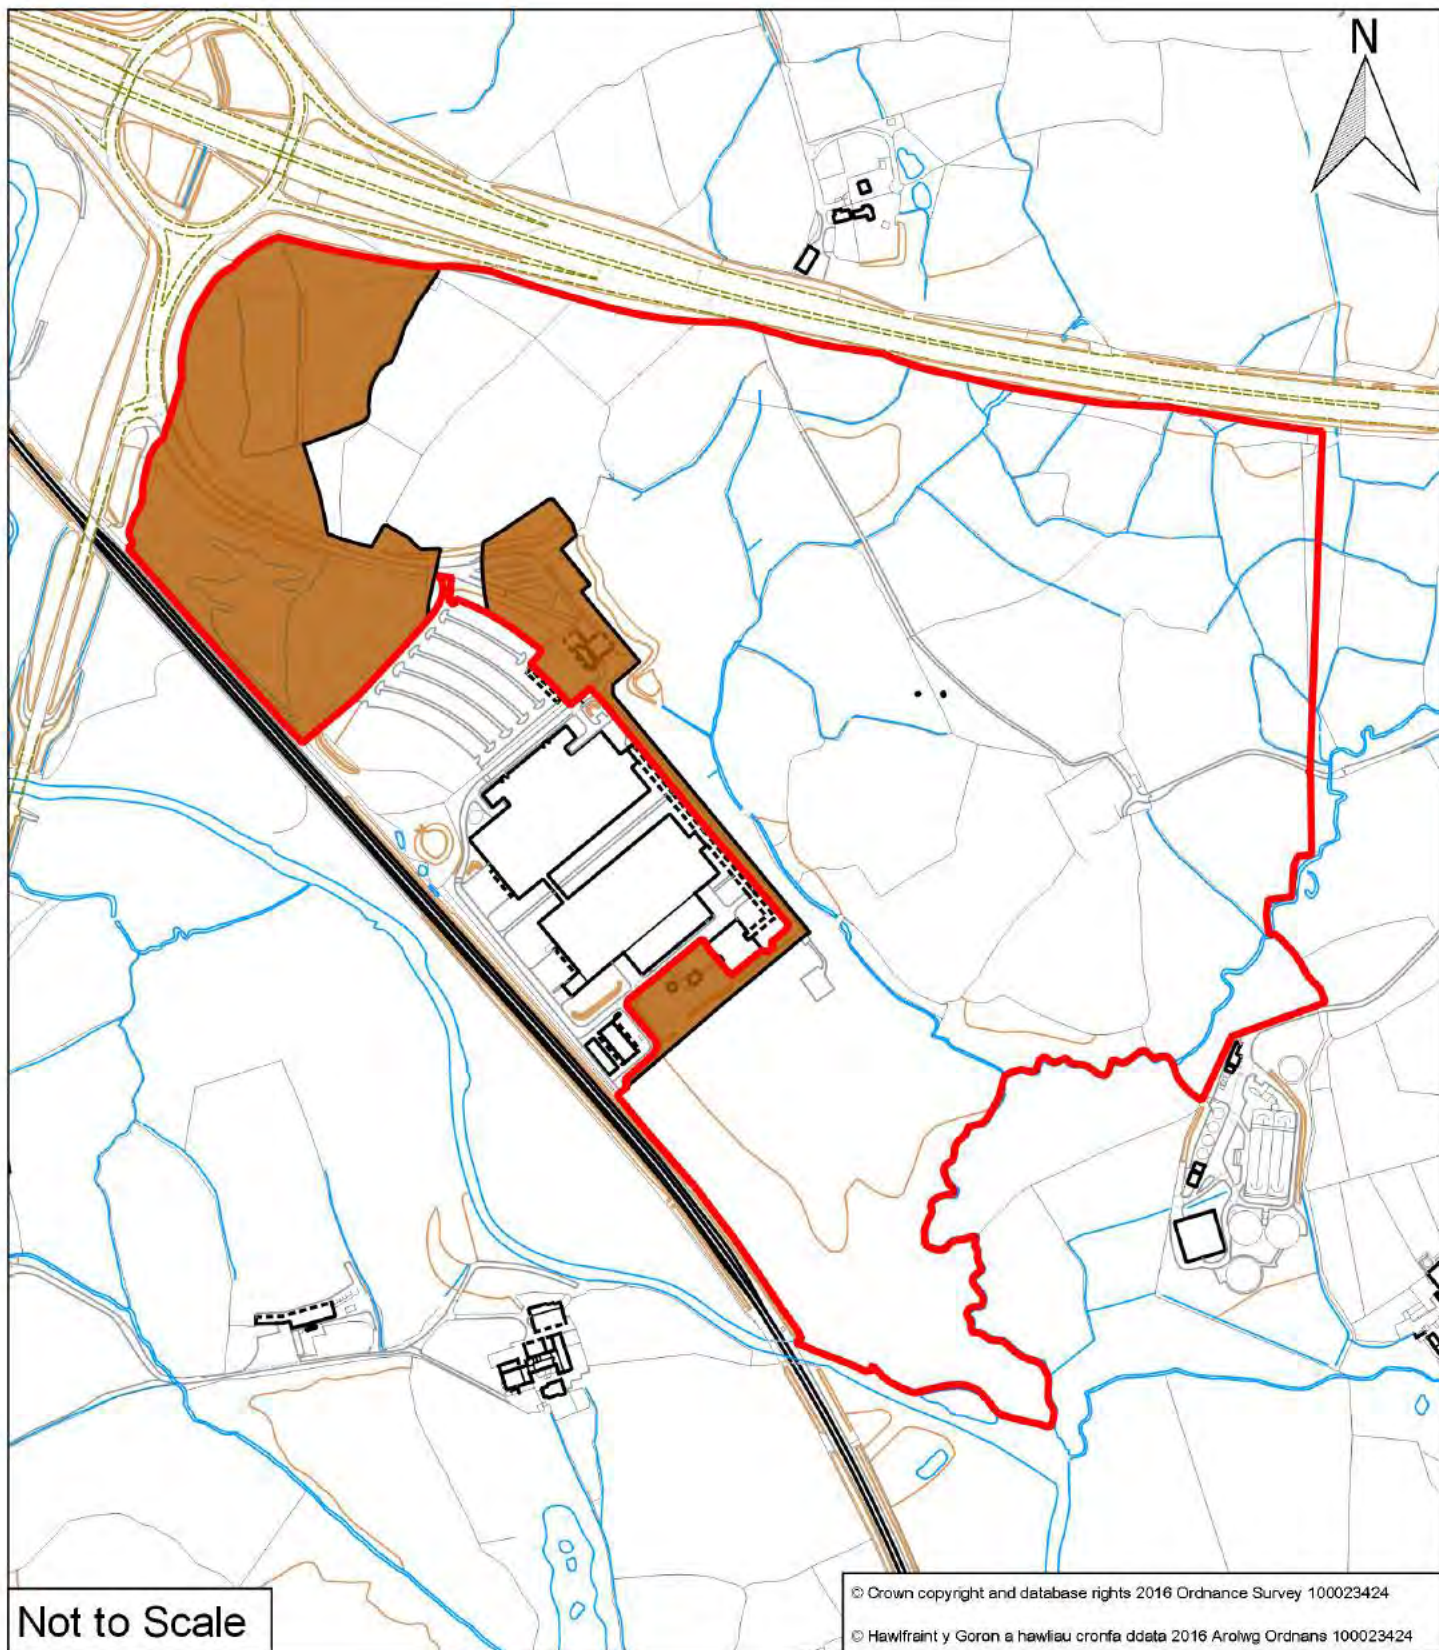 N
Not to Scale
© Crown copyright and database rights 2016 Ordnance Survey 100023424
© Hawlfraint y Goron a hawliau cronfa ddata 2016 Arolwg Ordnans 100023424